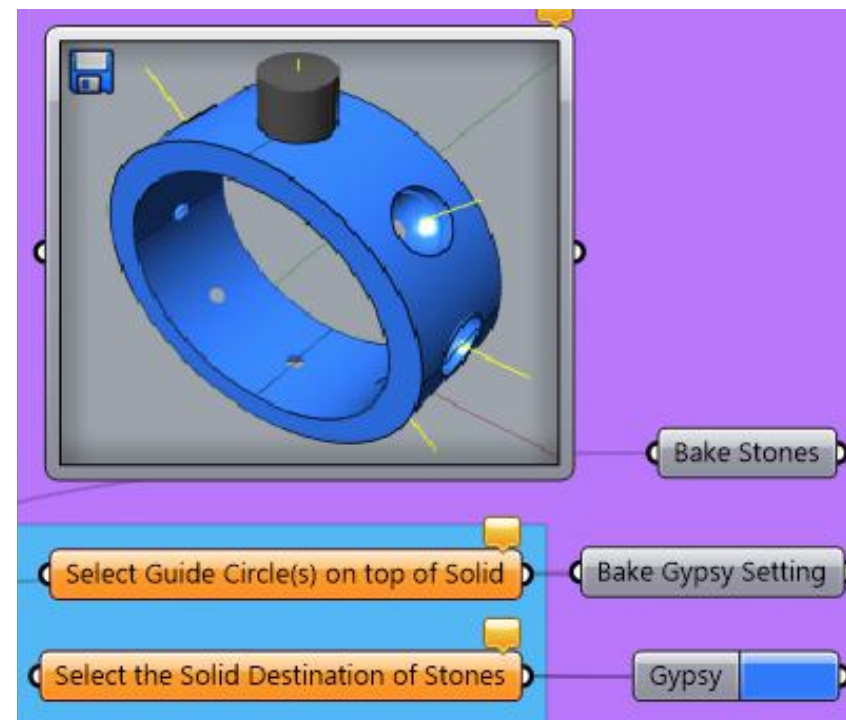 Bake Stones
Select Guide Circle(s) on top of Solid
Bake Gypsy Setting
Select the Solid Destination of Stones
Gypsy